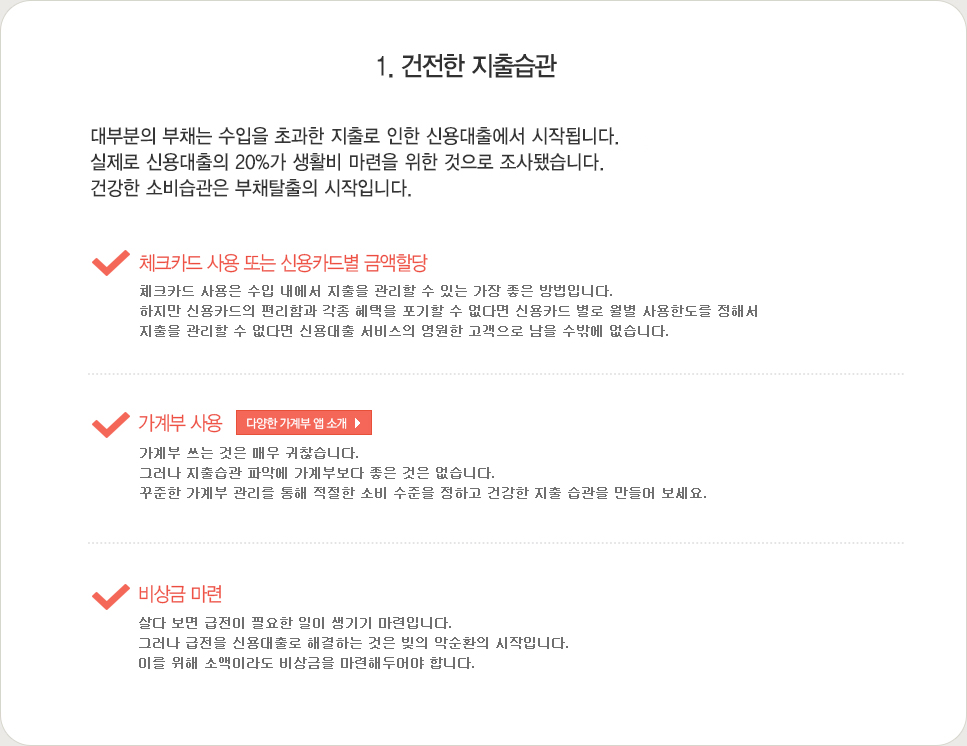 1. 건전한 지출습관
대부분의 부채는 수입을 초과한 지출로 인한 신용대출에서 시작됩니다.
실제로 신용대출의 20%가 생활비 마련을 위한 것으로 조사됐습니다.
건강한 소비습관은 부채탈출의 시작입니다.
체크카드 사용 또는 신용카드별 금액할당
체크카드 사용은 수입 내에서 지출을 관리할 수 있는 가장 좋은 방법입니다.
하지만 신용카드의 편리함과 각종 혜택을 포기할 수 없다면 신용카드 별로 월별 사용한도를 정해서
지출을 관리할 수 없다면 신용대출 서비스의 영원한 고객으로 남을 수밖에 없습니다.
가계부 사용 다양한 가계부 앱 소개
가계부 쓰는 것은 매우 귀찮습니다.
그러나 지출습관 파악에 가계부보다 좋은 것은 없습니다.
꾸준한 가계부 관리를 통해 적절한 소비 수준을 정하고 건강한 지출 습관을 만들어 보세요.
비상금 마련
살다 보면 급전이 필요한 일이 생기기 마련입니다.
그러나 급전을 신용대출로 해결하는 것은 빚의 악순환의 시작입니다.
이를 위해 소액이라도 비상금을 마련해두어야 합니다.